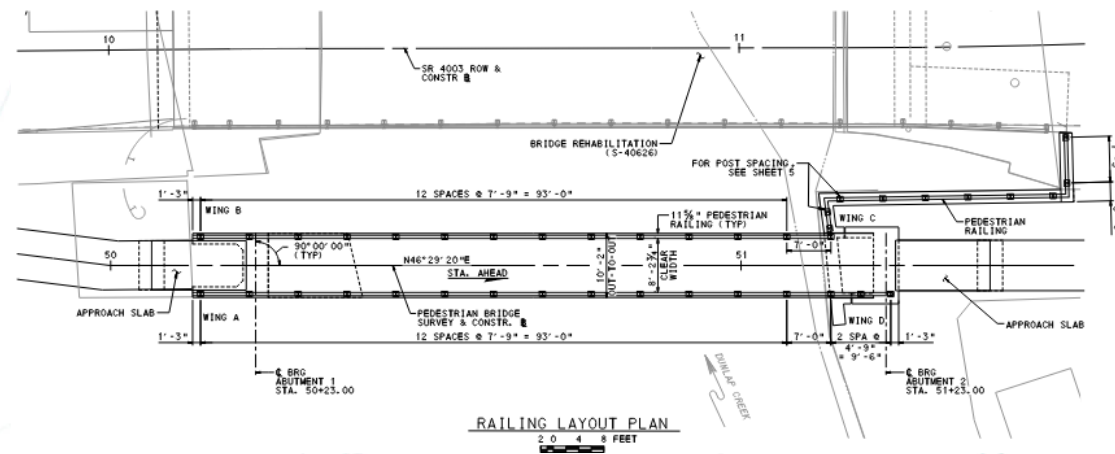 10
11
SR 4003 ROW &
CONSTR ⅊
BRIDGE REHABILITATION
(S-40626)
FOR POST SPACING,
SEE SHEET 5
1'-3"
12 SPACES @ 7'-9" = 93'-0"
WING B
11⅝" PEDESTRIAN
RAILING (TYP)
WING C
7'-0"
PEDESTRIAN
RAILING
90°00'00"
(TYP)
50
N46°29'20"E
STA. AHEAD
10'-2"
OUT-TO-OUT
8'-2¾"
CLEAR
WIDTH
51
APPROACH SLAB
WING A
PEDESTRIAN BRIDGE
SURVEY & CONSTR. ⅊
WING D
APPROACH SLAB
1'-3"
12 SPACES @ 7'-9" = 93'-0"
7'-0"
2 SPA @
4'-9"
= 9'-6"
1'-3"
℄ BRG
ABUTMENT 1
STA. 50+23.00
DUNLAP CREEK
℄ BRG
ABUTMENT 2
STA. 51+23.00
RAILING LAYOUT PLAN
2 0 4 8 FEET